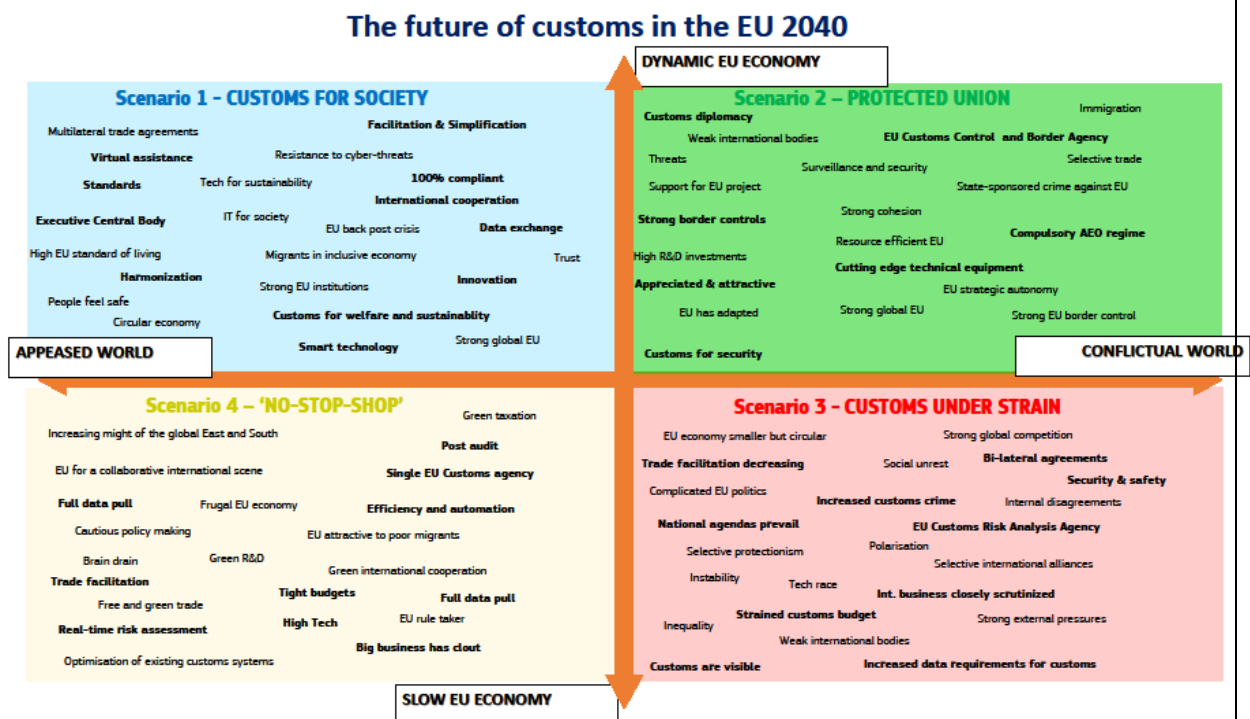 The future of customs in the EU 2040
DYNAMIC EU ECONOMY
Scenario 1 - CUSTOMS FOR SOCIETY
Multilateral trade agreements
Facilitation & Simplification
Virtual assistance
Resistance to cyber-threats
Standards
Tech for sustainability
100% compliant
International cooperation
Executive Central Body
IT for society
EU back post crisis
Data exchange
High EU standard of living
Migrants in inclusive economy
Trust
Harmonization
Strong EU institutions
Innovation
People feel safe
Circular economy
Customs for welfare and sustainablity
Smart technology
Strong global EU
APPEASED WORLD
Scenario 2 – PROTECTED UNION
Customs diplomacy
Immigration
Weak international bodies
EU Customs Control and Border Agency
Threats
Surveillance and security
Selective trade
Support for EU project
State-sponsored crime against EU
Strong border controls
Strong cohesion
Resource efficient EU
Compulsory AEO regime
High R&D investments
Cutting edge technical equipment
Appreciated & attractive
EU strategic autonomy
EU has adapted
Strong global EU
Strong EU border control
Customs for security
CONFLICTUAL WORLD
Scenario 4 – ‘NO-STOP-SHOP’
Green taxation
Increasing might of the global East and South
Post audit
EU for a collaborative international scene
Single EU Customs agency
Full data pull
Frugal EU economy
Efficiency and automation
Cautious policy making
EU attractive to poor migrants
Brain drain
Green R&D
Green international cooperation
Trade facilitation
Tight budgets
Full data pull
Free and green trade
High Tech
EU rule taker
Real-time risk assessment
Big business has clout
Optimisation of existing customs systems
Scenario 3 - CUSTOMS UNDER STRAIN
EU economy smaller but circular
Strong global competition
Trade facilitation decreasing
Social unrest
Bi-lateral agreements
Security & safety
Complicated EU politics
Increased customs crime
Internal disagreements
National agendas prevail
EU Customs Risk Analysis Agency
Selective protectionism
Polarisation
Selective international alliances
Instability
Tech race
Int. business closely scrutinized
Inequality
Strained customs budget
Strong external pressures
Weak international bodies
Customs are visible
Increased data requirements for customs
SLOW EU ECONOMY